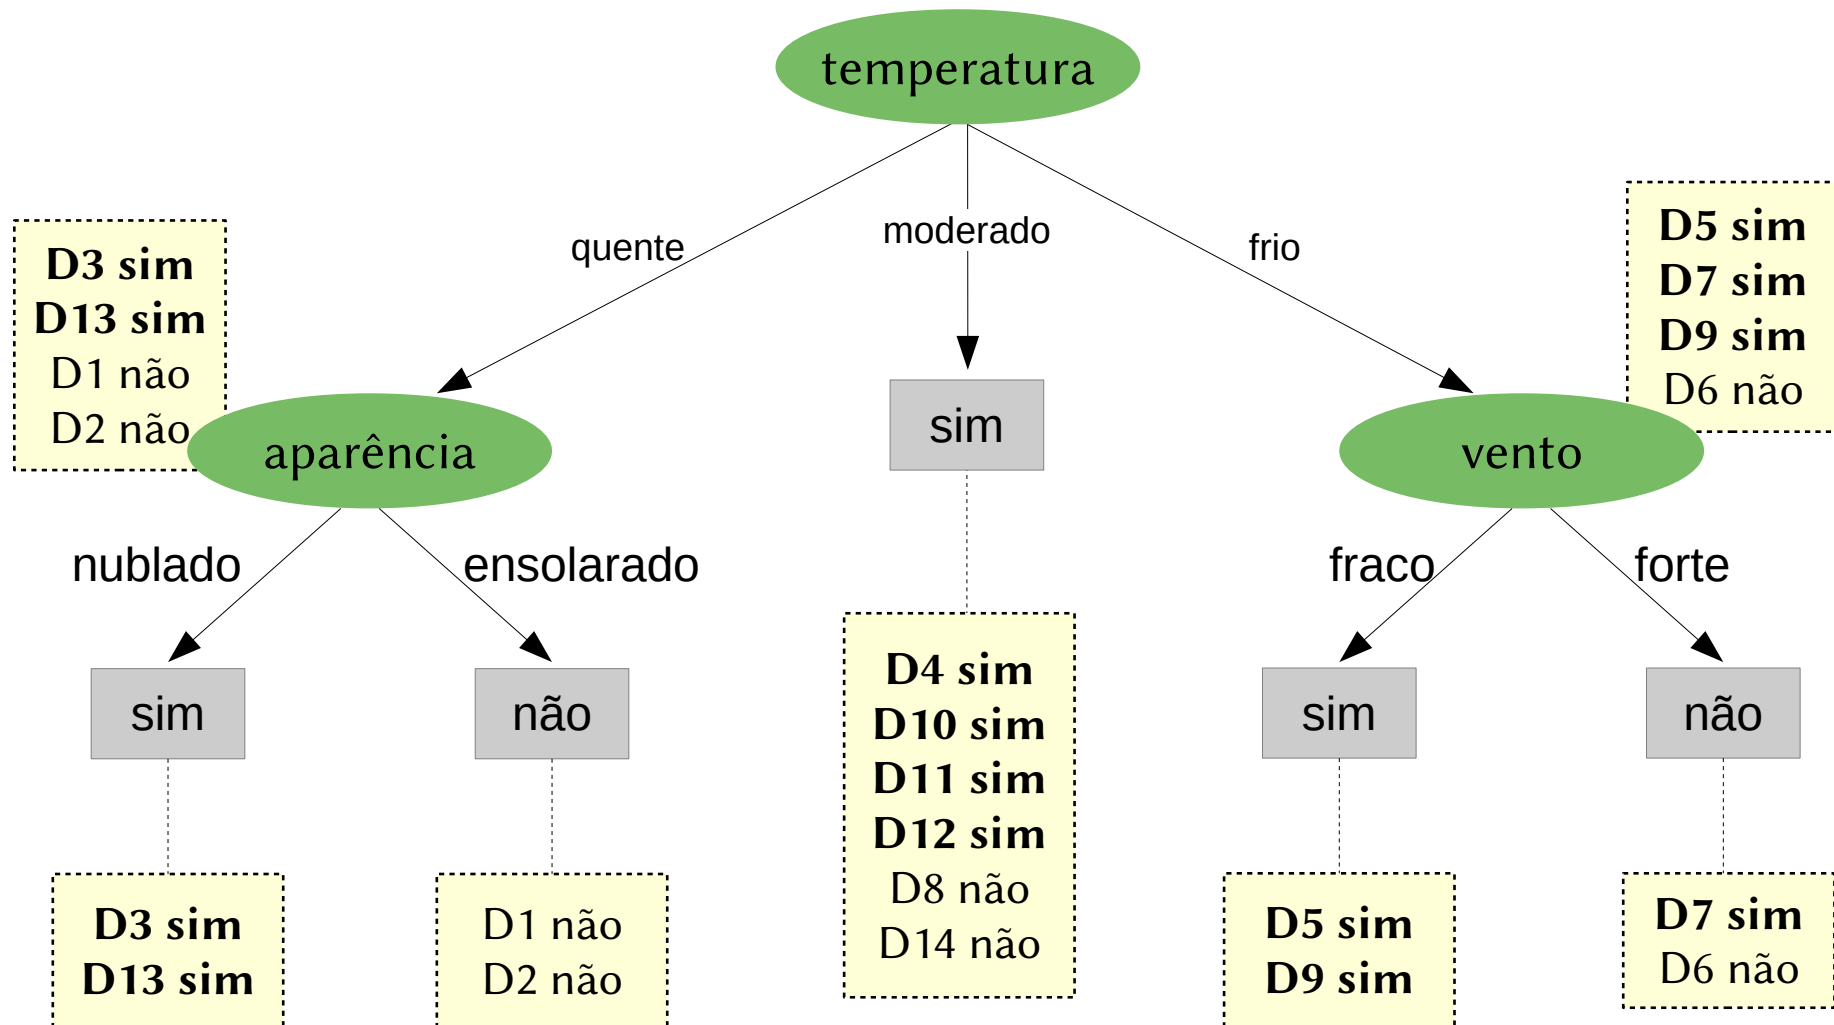 temperatura
quente
moderado
frio
D3 sim
D13 sim
D1 não
D2 não
D5 sim
D7 sim
D9 sim
D6 não
aparência
sim
vento
nublado
ensolarado
fraco
forte
sim
não
sim
não
D4 sim
D10 sim
D11 sim
D12 sim
D8 não
D14 não
D3 sim
D13 sim
D1 não
D2 não
D5 sim
D9 sim
D7 sim
D6 não